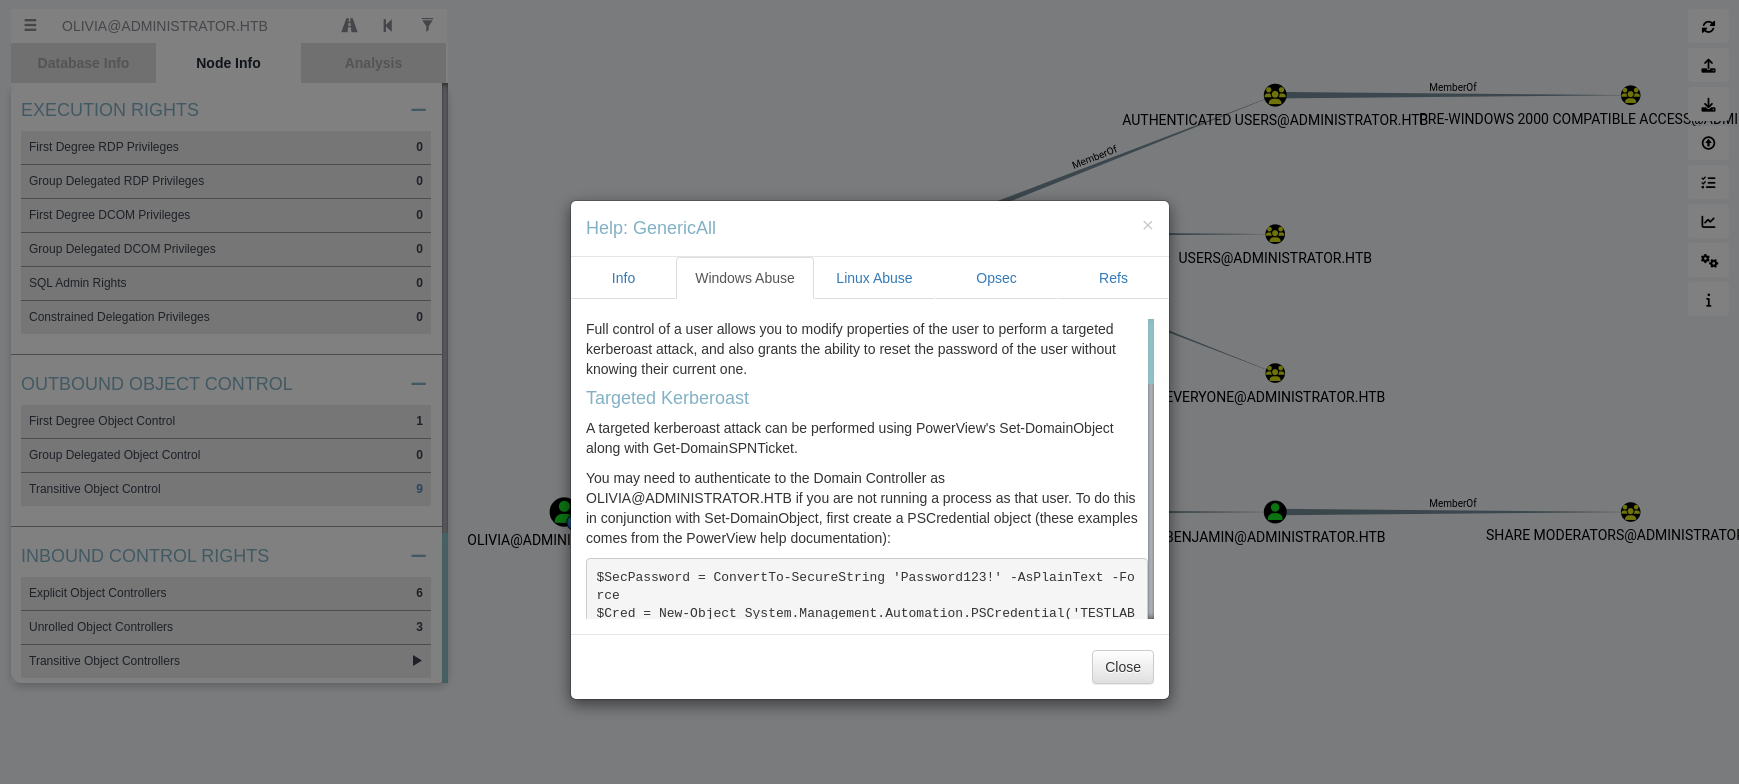 OLIVIA@ADMINISTRATOR.HTB
Database Info
Node Info
Analysis
EXECUTION RIGHTS
First Degree RDP Privileges 0
Group Delegated RDP Privileges 0
First Degree DCOM Privileges 0
Group Delegated DCOM Privileges 0
SQL Admin Rights 0
Constrained Delegation Privileges 0
OUTBOUND OBJECT CONTROL
First Degree Object Control 1
Group Delegated Object Control 0
Transitive Object Control 9
INBOUND CONTROL RIGHTS
Explicit Object Controllers 6
Unrolled Object Controllers 3
Transitive Object Controllers
MemberOf
AUTHENTICATED USERS@ADMINISTRATOR.HTB
PRE-WINDOWS 2000 COMPATIBLE ACCESS@ADMI
MemberOf
USERS@ADMINISTRATOR.HTB
EVERYONE@ADMINISTRATOR.HTB
OLIVIA@ADMINI
MemberOf
BENJAMIN@ADMINISTRATOR.HTB
SHARE MODERATORS@ADMINISTRATOR
Help: GenericAll
×
Info
Windows Abuse
Linux Abuse
Opsec
Refs
Full control of a user allows you to modify properties of the user to perform a targeted
kerberoast attack, and also grants the ability to reset the password of the user without
knowing their current one.
Targeted Kerberoast
A targeted kerberoast attack can be performed using PowerView's Set-DomainObject
along with Get-DomainSPNTicket.
You may need to authenticate to the Domain Controller as
OLIVIA@ADMINISTRATOR.HTB if you are not running a process as that user. To do this
in conjunction with Set-DomainObject, first create a PSCredential object (these examples
comes from the PowerView help documentation):
$SecPassword = ConvertTo-SecureString 'Password123!' -AsPlainText -Fo
rce
$Cred = New-Object System.Management.Automation.PSCredential('TESTLAB
Close